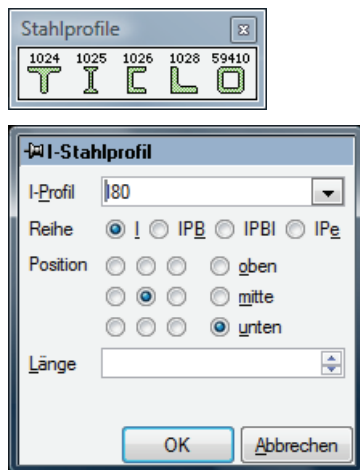 Stahlprofile
1024 1025 1026 1028 59410
I-Stahlprofil
I-Profil I80
Reihe I IPB IPBI IPe
Position oben
mitte
unten
Länge
OK Abbrechen